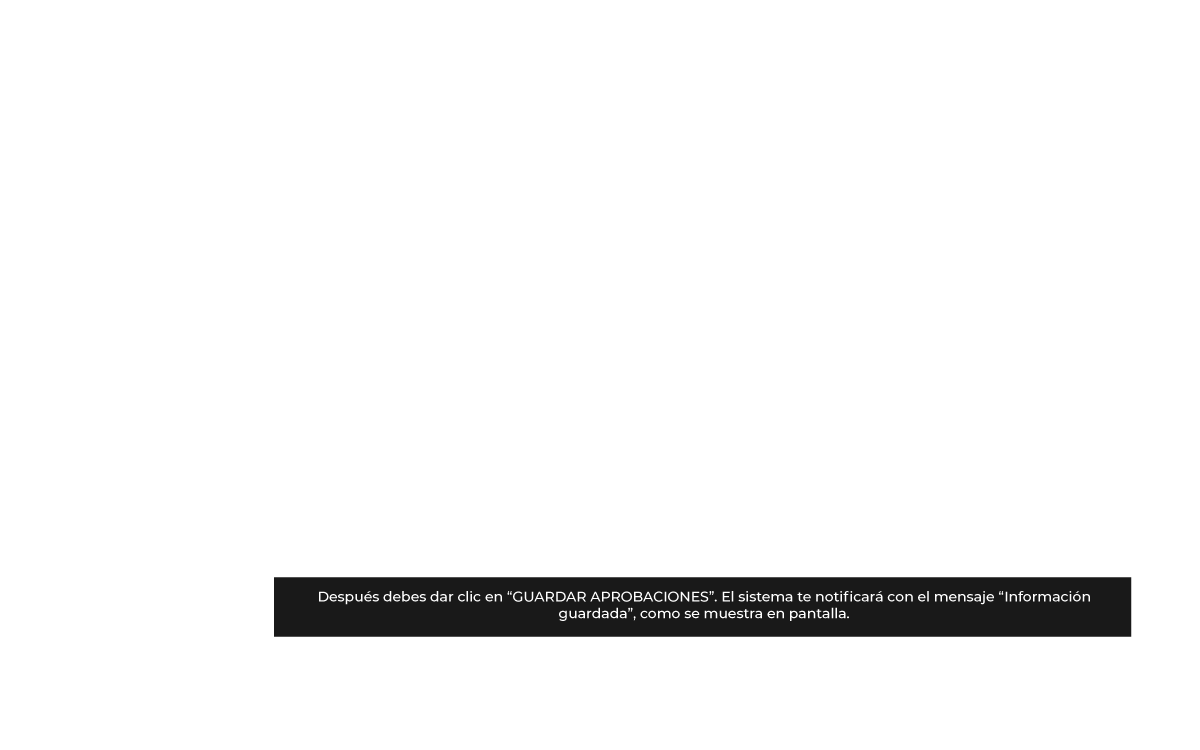 Después debes dar clic en “GUARDAR APROBACIONES”. El sistema te notificará con el mensaje “Información
guardada”, como se muestra en pantalla.